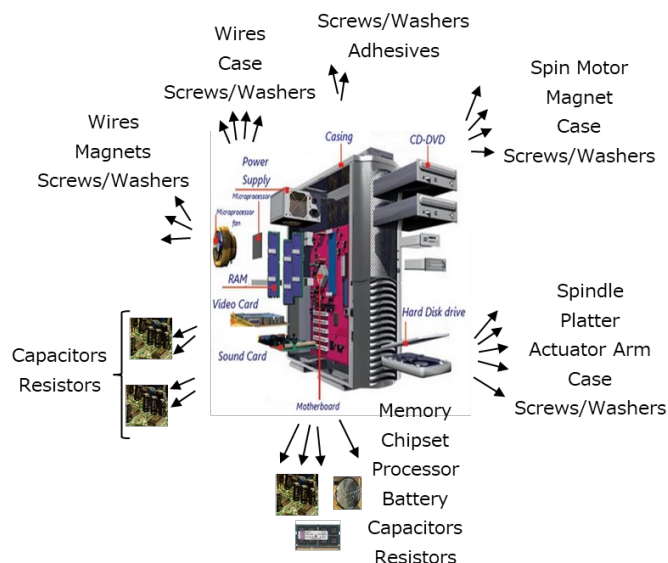 Screws/Washers
Adhesives
Wires
Case
Screws/Washers
Spin Motor
Magnet
Case
Screws/Washers
Wires
Magnets
Screws/Washers
Casing
CD-DVD
Power
Supply
Microprocessor
Microprocessor
fan
RAM
Video Card
Sound Card
Hard Disk drive
Motherboard
Capacitors
Resistors
Spindle
Platter
Actuator Arm
Case
Screws/Washers
Memory
Chipset
Processor
Battery
Capacitors
Resistors